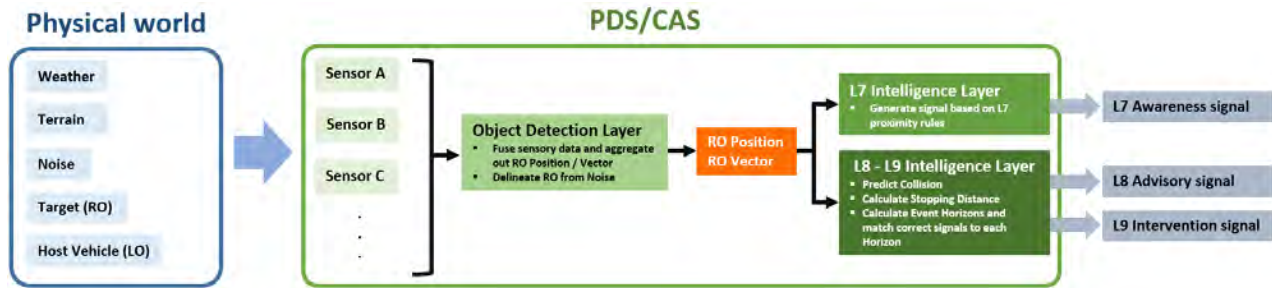 Physical world
Weather
Terrain
Noise
Target (RO)
Host Vehicle (LO)
PDS/CAS
Sensor A
Sensor B
Sensor C
.
.
.
Object Detection Layer
▪ Fuse sensory data and aggregate
out RO Position / Vector
▪ Delineate RO from Noise
RO Position
RO Vector
L7 Intelligence Layer
▪ Generate signal based on L7
proximity rules
L8 - L9 Intelligence Layer
▪ Predict Collision
▪ Calculate Stopping Distance
▪ Calculate Event Horizons and
match correct signals to each
Horizon
L7 Awareness signal
L8 Advisory signal
L9 Intervention signal